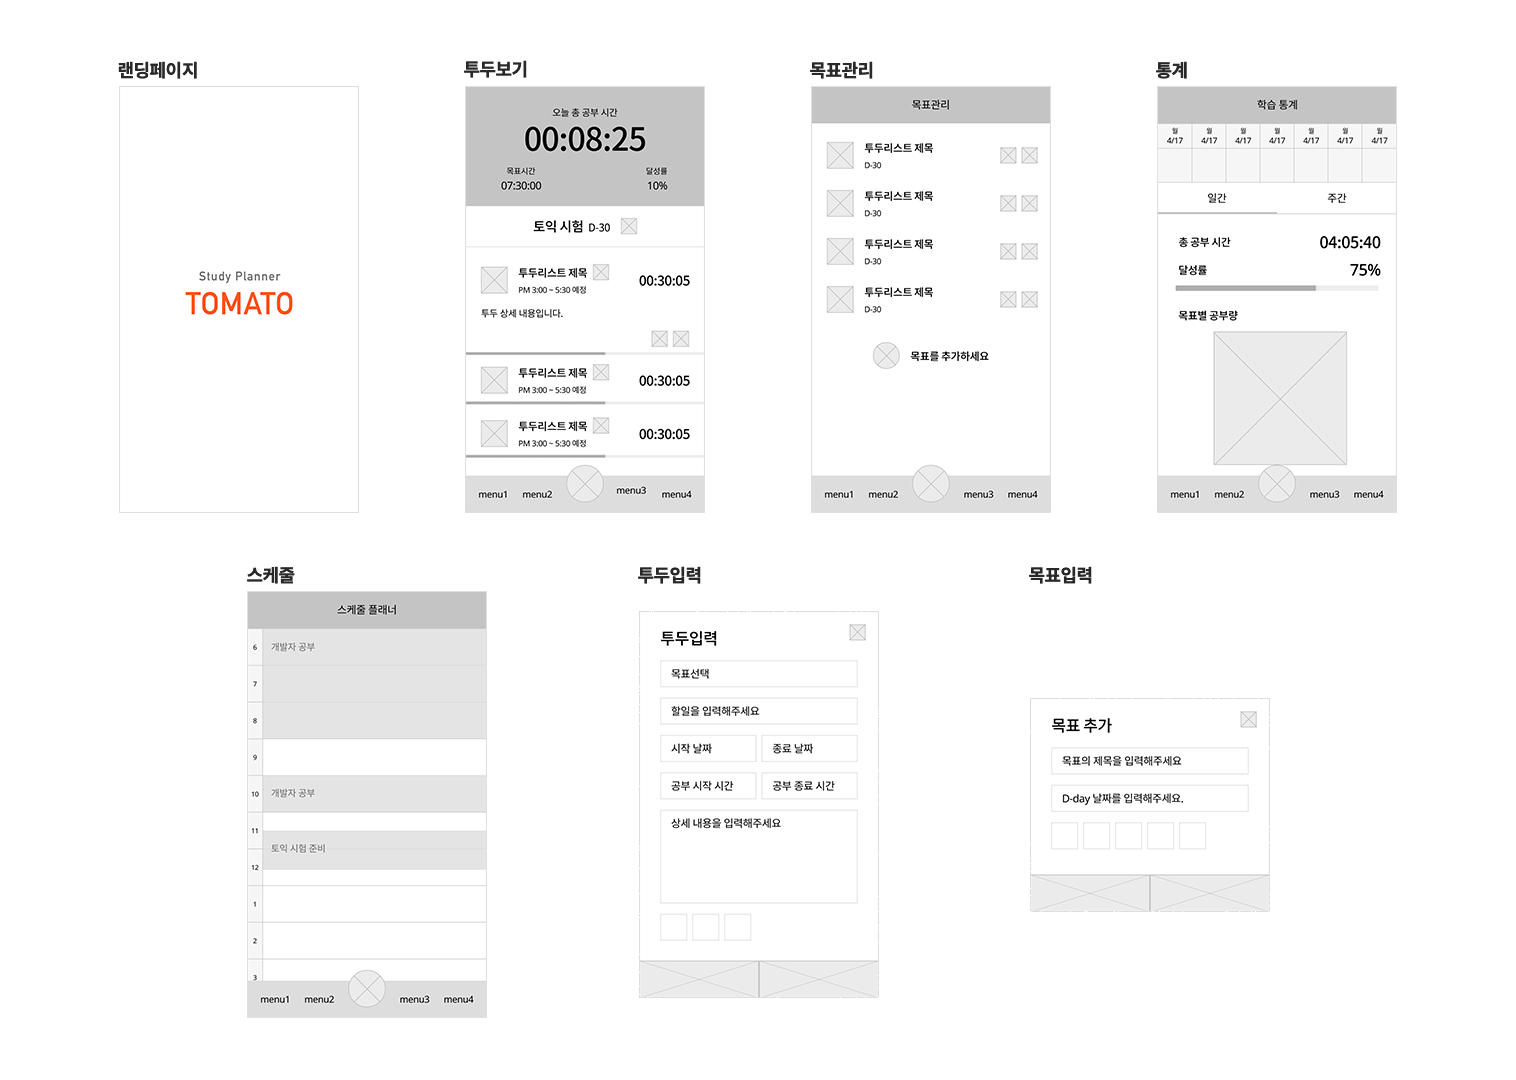 랜딩페이지
Study Planner
TOMATO
투두보기
오늘 총 공부 시간
00:08:25
목표시간 달성률
07:30:00 10%
토익 시험 D-30
투두리스트 제목
PM 3:00 ~ 5:30 예정
00:30:05
투두 상세 내용입니다.
투두리스트 제목
PM 3:00 ~ 5:30 예정
00:30:05
투두리스트 제목
PM 3:00 ~ 5:30 예정
00:30:05
menu1 menu2 menu3 menu4
목표관리
목표관리
투두리스트 제목
D-30
투두리스트 제목
D-30
투두리스트 제목
D-30
투두리스트 제목
D-30
목표를 추가하세요
menu1 menu2 menu3 menu4
통계
학습 통계
월 월 월 월 월 월 월
4/17 4/17 4/17 4/17 4/17 4/17 4/17
일간 주간
총 공부 시간 04:05:40
달성률 75%
목표별 공부량
menu1 menu2 menu3 menu4
스케줄
스케줄 플래너
6 개발자 공부
7
8
9
10 개발자 공부
11
토익 시험 준비
12
1
2
3
menu1 menu2 menu3 menu4
투두입력
투두입력
목표선택
할일을 입력해주세요
시작 날짜 종료 날짜
공부 시작 시간 공부 종료 시간
상세 내용을 입력해주세요
목표입력
목표 추가
목표의 제목을 입력해주세요
D-day 날짜를 입력해주세요.